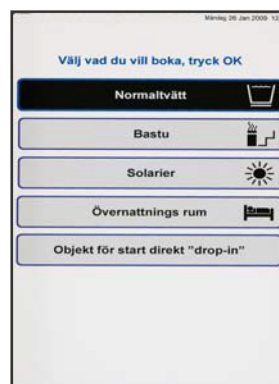 Måndag 26 Jan 2009 12
Välj vad du vill boka, tryck OK
Normaltvätt
Bastu
Solarier
Övernattnings rum
Objekt för start direkt "drop-in"